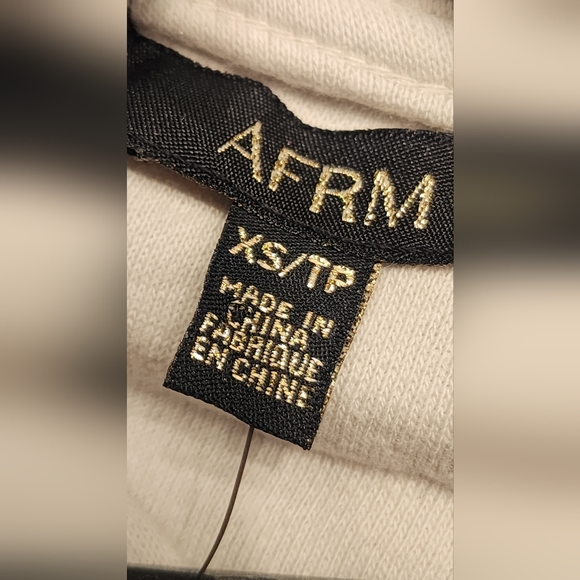 AFRM
XS/TP
MADE IN
CHINA
FABRIQUE
EN CHINE